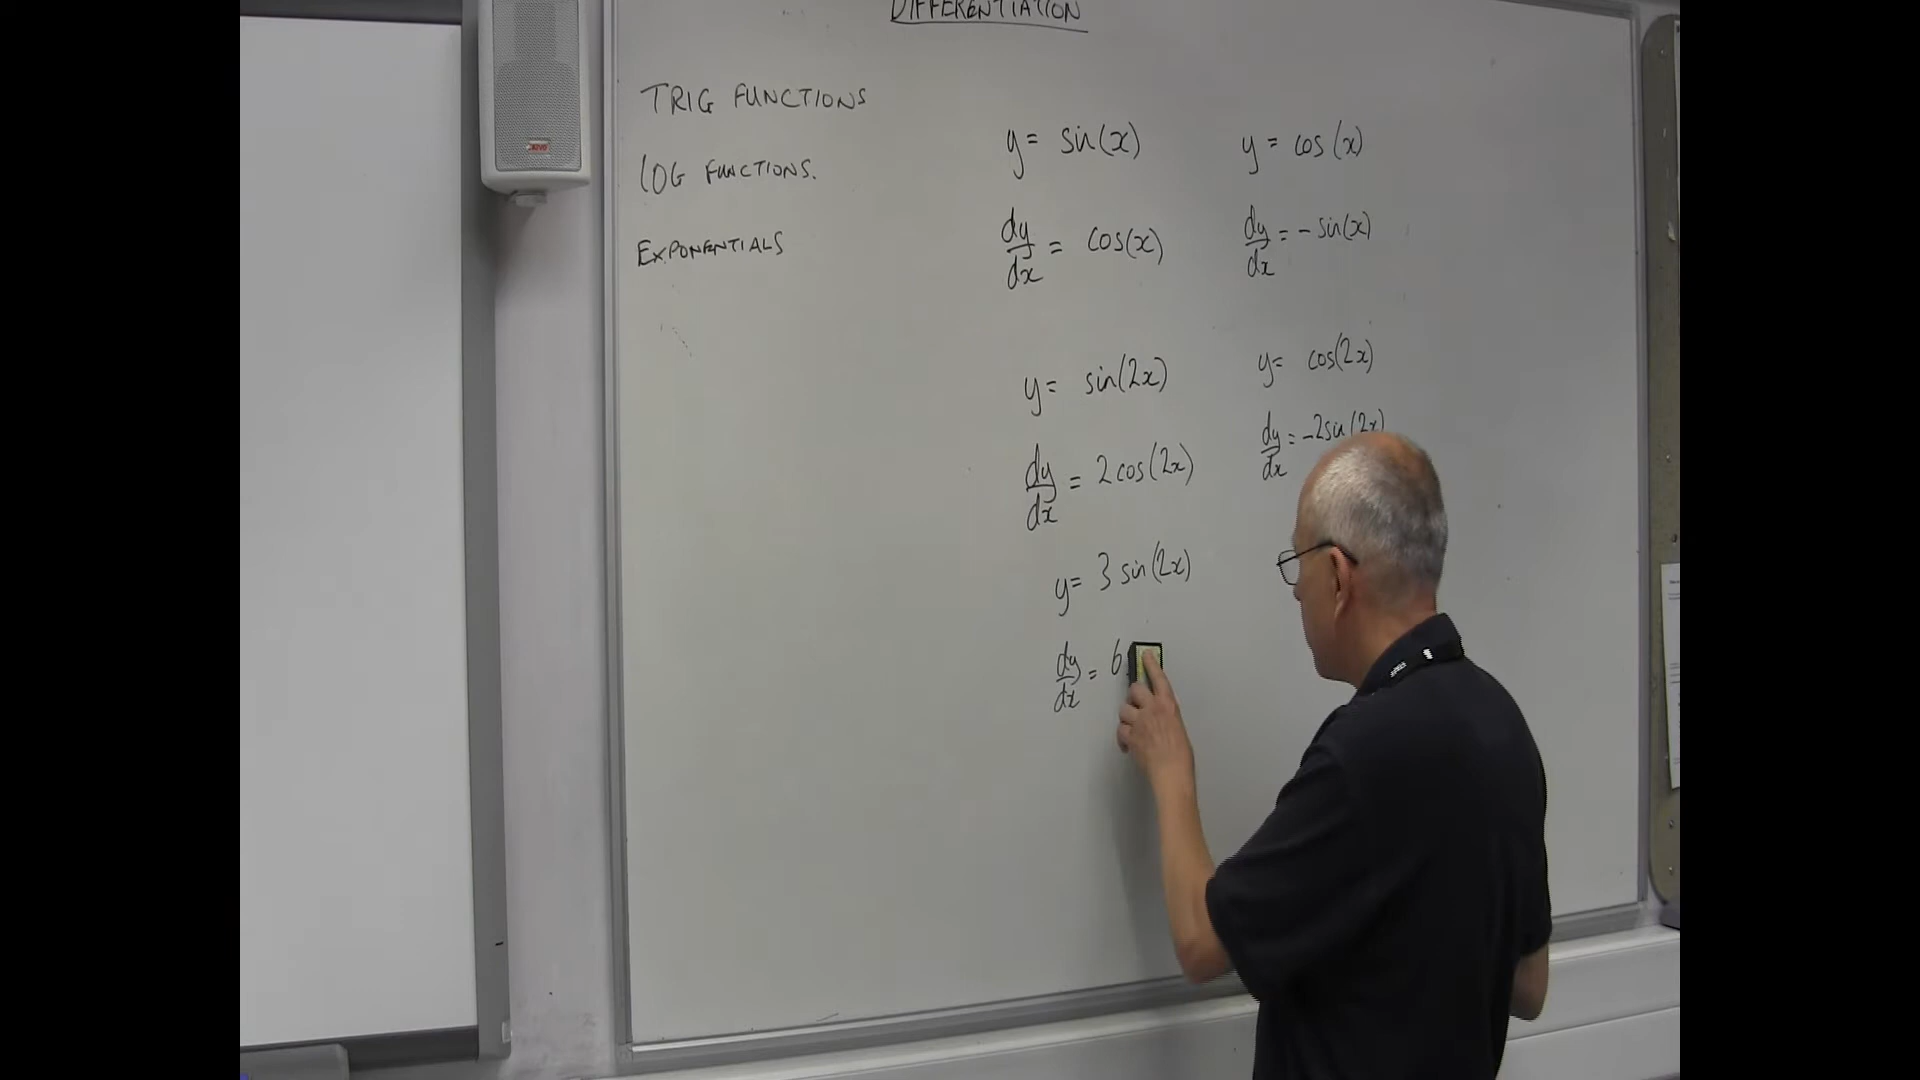 DIFFERENTIATION
TRIG FUNCTIONS
LOG FUNCTIONS.
EXPONENTIALS
y = sin(x)
dy/dx = cos(x)
y = cos(x)
dy/dx = -sin(x)
y = sin(2x)
dy/dx = 2cos(2x)
y = cos(2x)
dy/dx = -2sin(2x)
y = 3 sin(2x)
dy/dx = 6